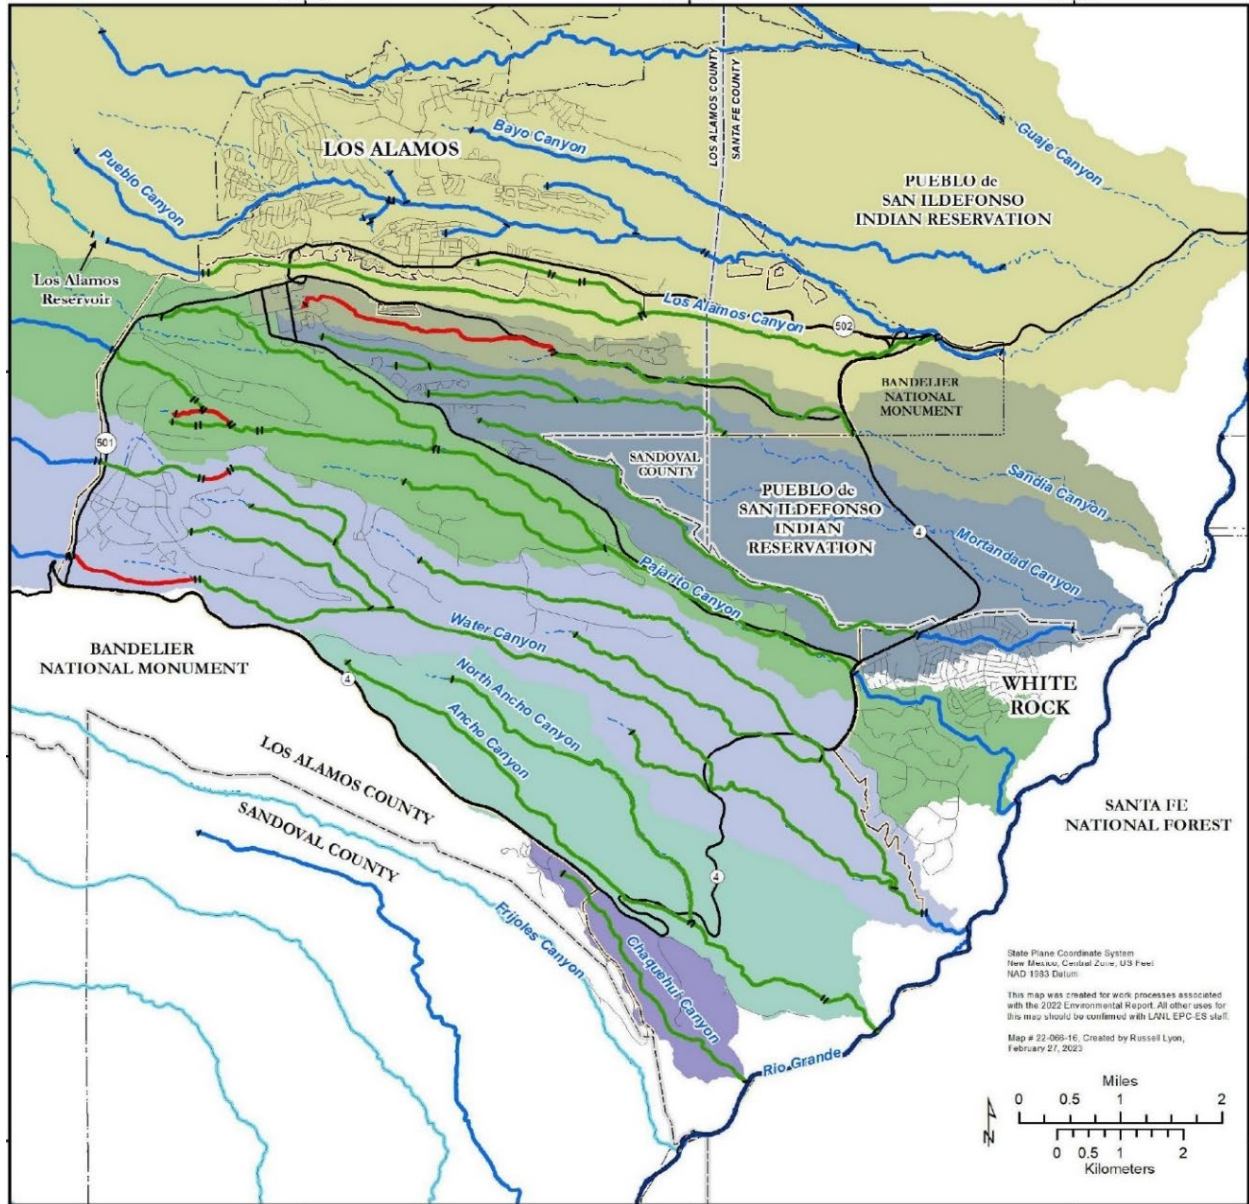 LOS ALAMOS COUNTY
SANTA FE COUNTY
Guaje Canyon
Bayo Canyon
LOS ALAMOS
Pueblo Canyon
PUEBLO de
SAN ILDEFONSO
INDIAN RESERVATION
Los Alamos
Reservoir
Los Alamos Canyon
502
BANDELIER
NATIONAL
MONUMENT
501
SANDOVAL
COUNTY
Sandia Canyon
PUEBLO de
SAN ILDEFONSO
INDIAN
RESERVATION
4
Mortandad Canyon
Pajarito Canyon
Water Canyon
BANDELIER
NATIONAL MONUMENT
4
North Ancho Canyon
Ancho Canyon
WHITE
ROCK
LOS ALAMOS COUNTY
SANDOVAL COUNTY
SANTA FE
NATIONAL FOREST
4
Frijoles Canyon
Chaquehui Canyon
Rio Grande
State Plane Coordinate System
New Mexico, Central Zone, US Feet
NAD 1983 Datum
This map was created for work processes associated
with the 2022 Environmental Report. All other uses for
this map should be confirmed with LANL EPC-ES staff.
Map # 22-066-16, Created by Russell Lyon,
February 27, 2023
N
Miles
0 0.5 1 2
0 0.5 1 2
Kilometers